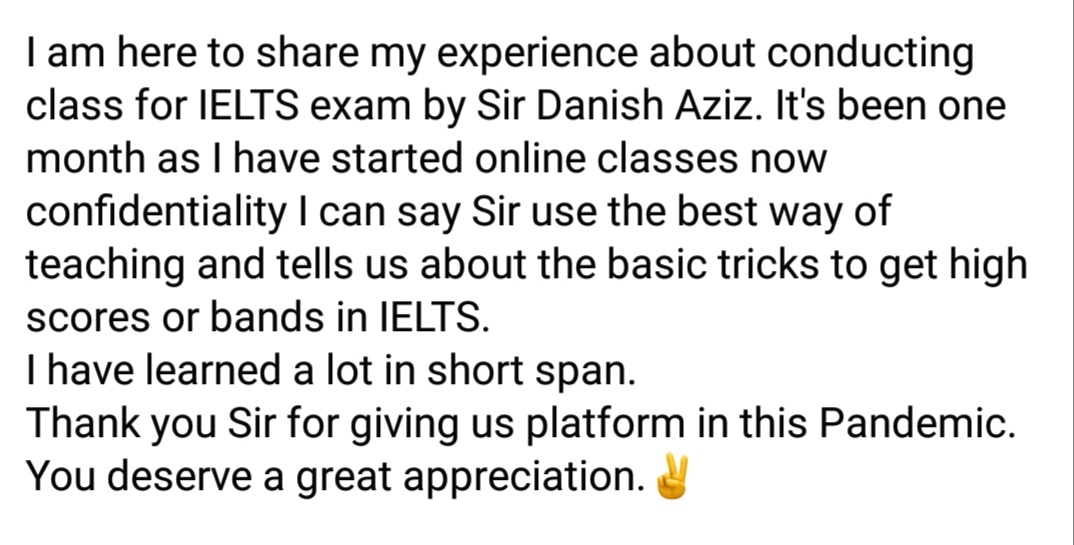 I am here to share my experience about conducting
class for IELTS exam by Sir Danish Aziz. It's been one
month as I have started online classes now
confidentiality I can say Sir use the best way of
teaching and tells us about the basic tricks to get high
scores or bands in IELTS.
I have learned a lot in short span.
Thank you Sir for giving us platform in this Pandemic.
You deserve a great appreciation.✌️